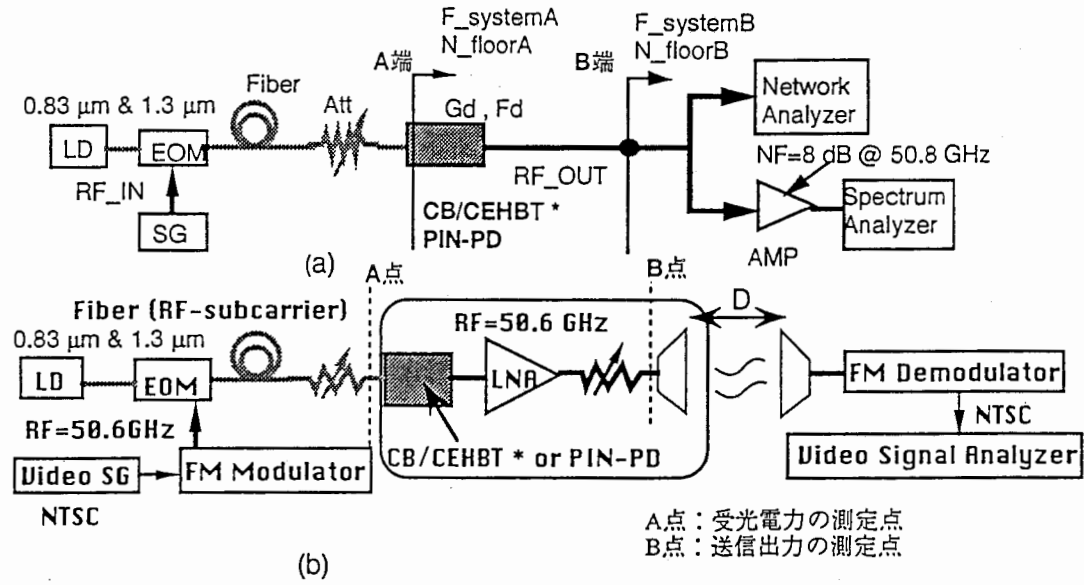 F_systemA
N_floorA
F_systemB
N_floorB
A端
B端
Fiber
0.83 µm & 1.3 µm
Att
Gd , Fd
Network
Analyzer
LD
EOM
NF=8 dB @ 50.8 GHz
RF_IN
RF_OUT
Spectrum
Analyzer
SG
CB/CEHBT *
PIN-PD
AMP
(a)
A点
B点
Fiber (RF-subcarrier)
D
0.83 µm & 1.3 µm
RF=50.6 GHz
LD
EOM
LNA
FM Demodulator
RF=50.6GHz
NTSC
CB/CEHBT * or PIN-PD
Video SG
FM Modulator
Video Signal Analyzer
NTSC
A点：受光電力の測定点
B点：送信出力の測定点
(b)